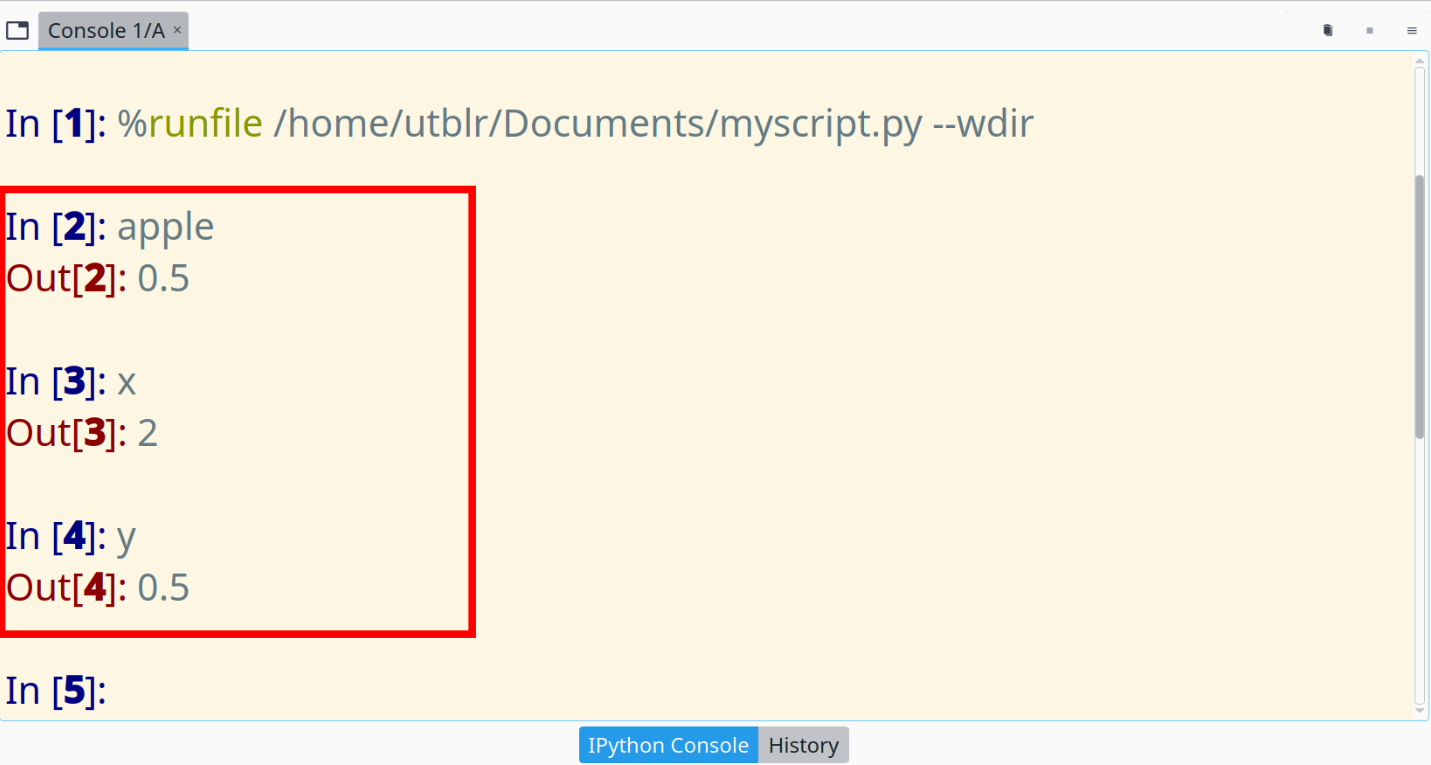 Console 1/A ×
In [1]: %runfile /home/utblr/Documents/myscript.py --wdir
In [2]: apple
Out[2]: 0.5
In [3]: x
Out[3]: 2
In [4]: y
Out[4]: 0.5
In [5]:
IPython Console History